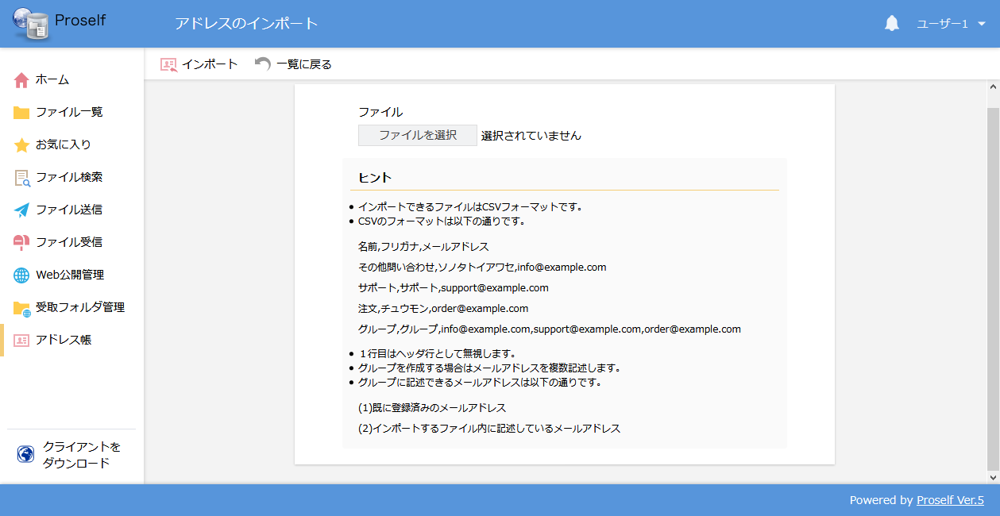 Proself
アドレスのインポート
ユーザー1
インポート
一覧に戻る
ホーム
ファイル一覧
お気に入り
ファイル検索
ファイル送信
ファイル受信
Web公開管理
受取フォルダ管理
アドレス帳
クライアントを
ダウンロード
ファイル
ファイルを選択 選択されていません
ヒント
● インポートできるファイルはCSVフォーマットです。
● CSVのフォーマットは以下の通りです。
名前,フリガナ,メールアドレス
その他問い合わせ,ソノタトイアワセ,info@example.com
サポート,サポート,support@example.com
注文,チュウモン,order@example.com
グループ,グループ,info@example.com,support@example.com,order@example.com
● １行目はヘッダ行として無視します。
● グループを作成する場合はメールアドレスを複数記述します。
● グループに記述できるメールアドレスは以下の通りです。
(1)既に登録済みのメールアドレス
(2)インポートするファイル内に記述しているメールアドレス
Powered by Proself Ver.5